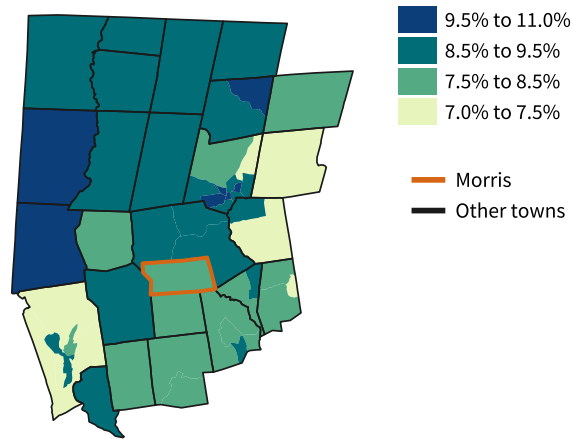 9.5% to 11.0%
8.5% to 9.5%
7.5% to 8.5%
7.0% to 7.5%
Morris
Other towns